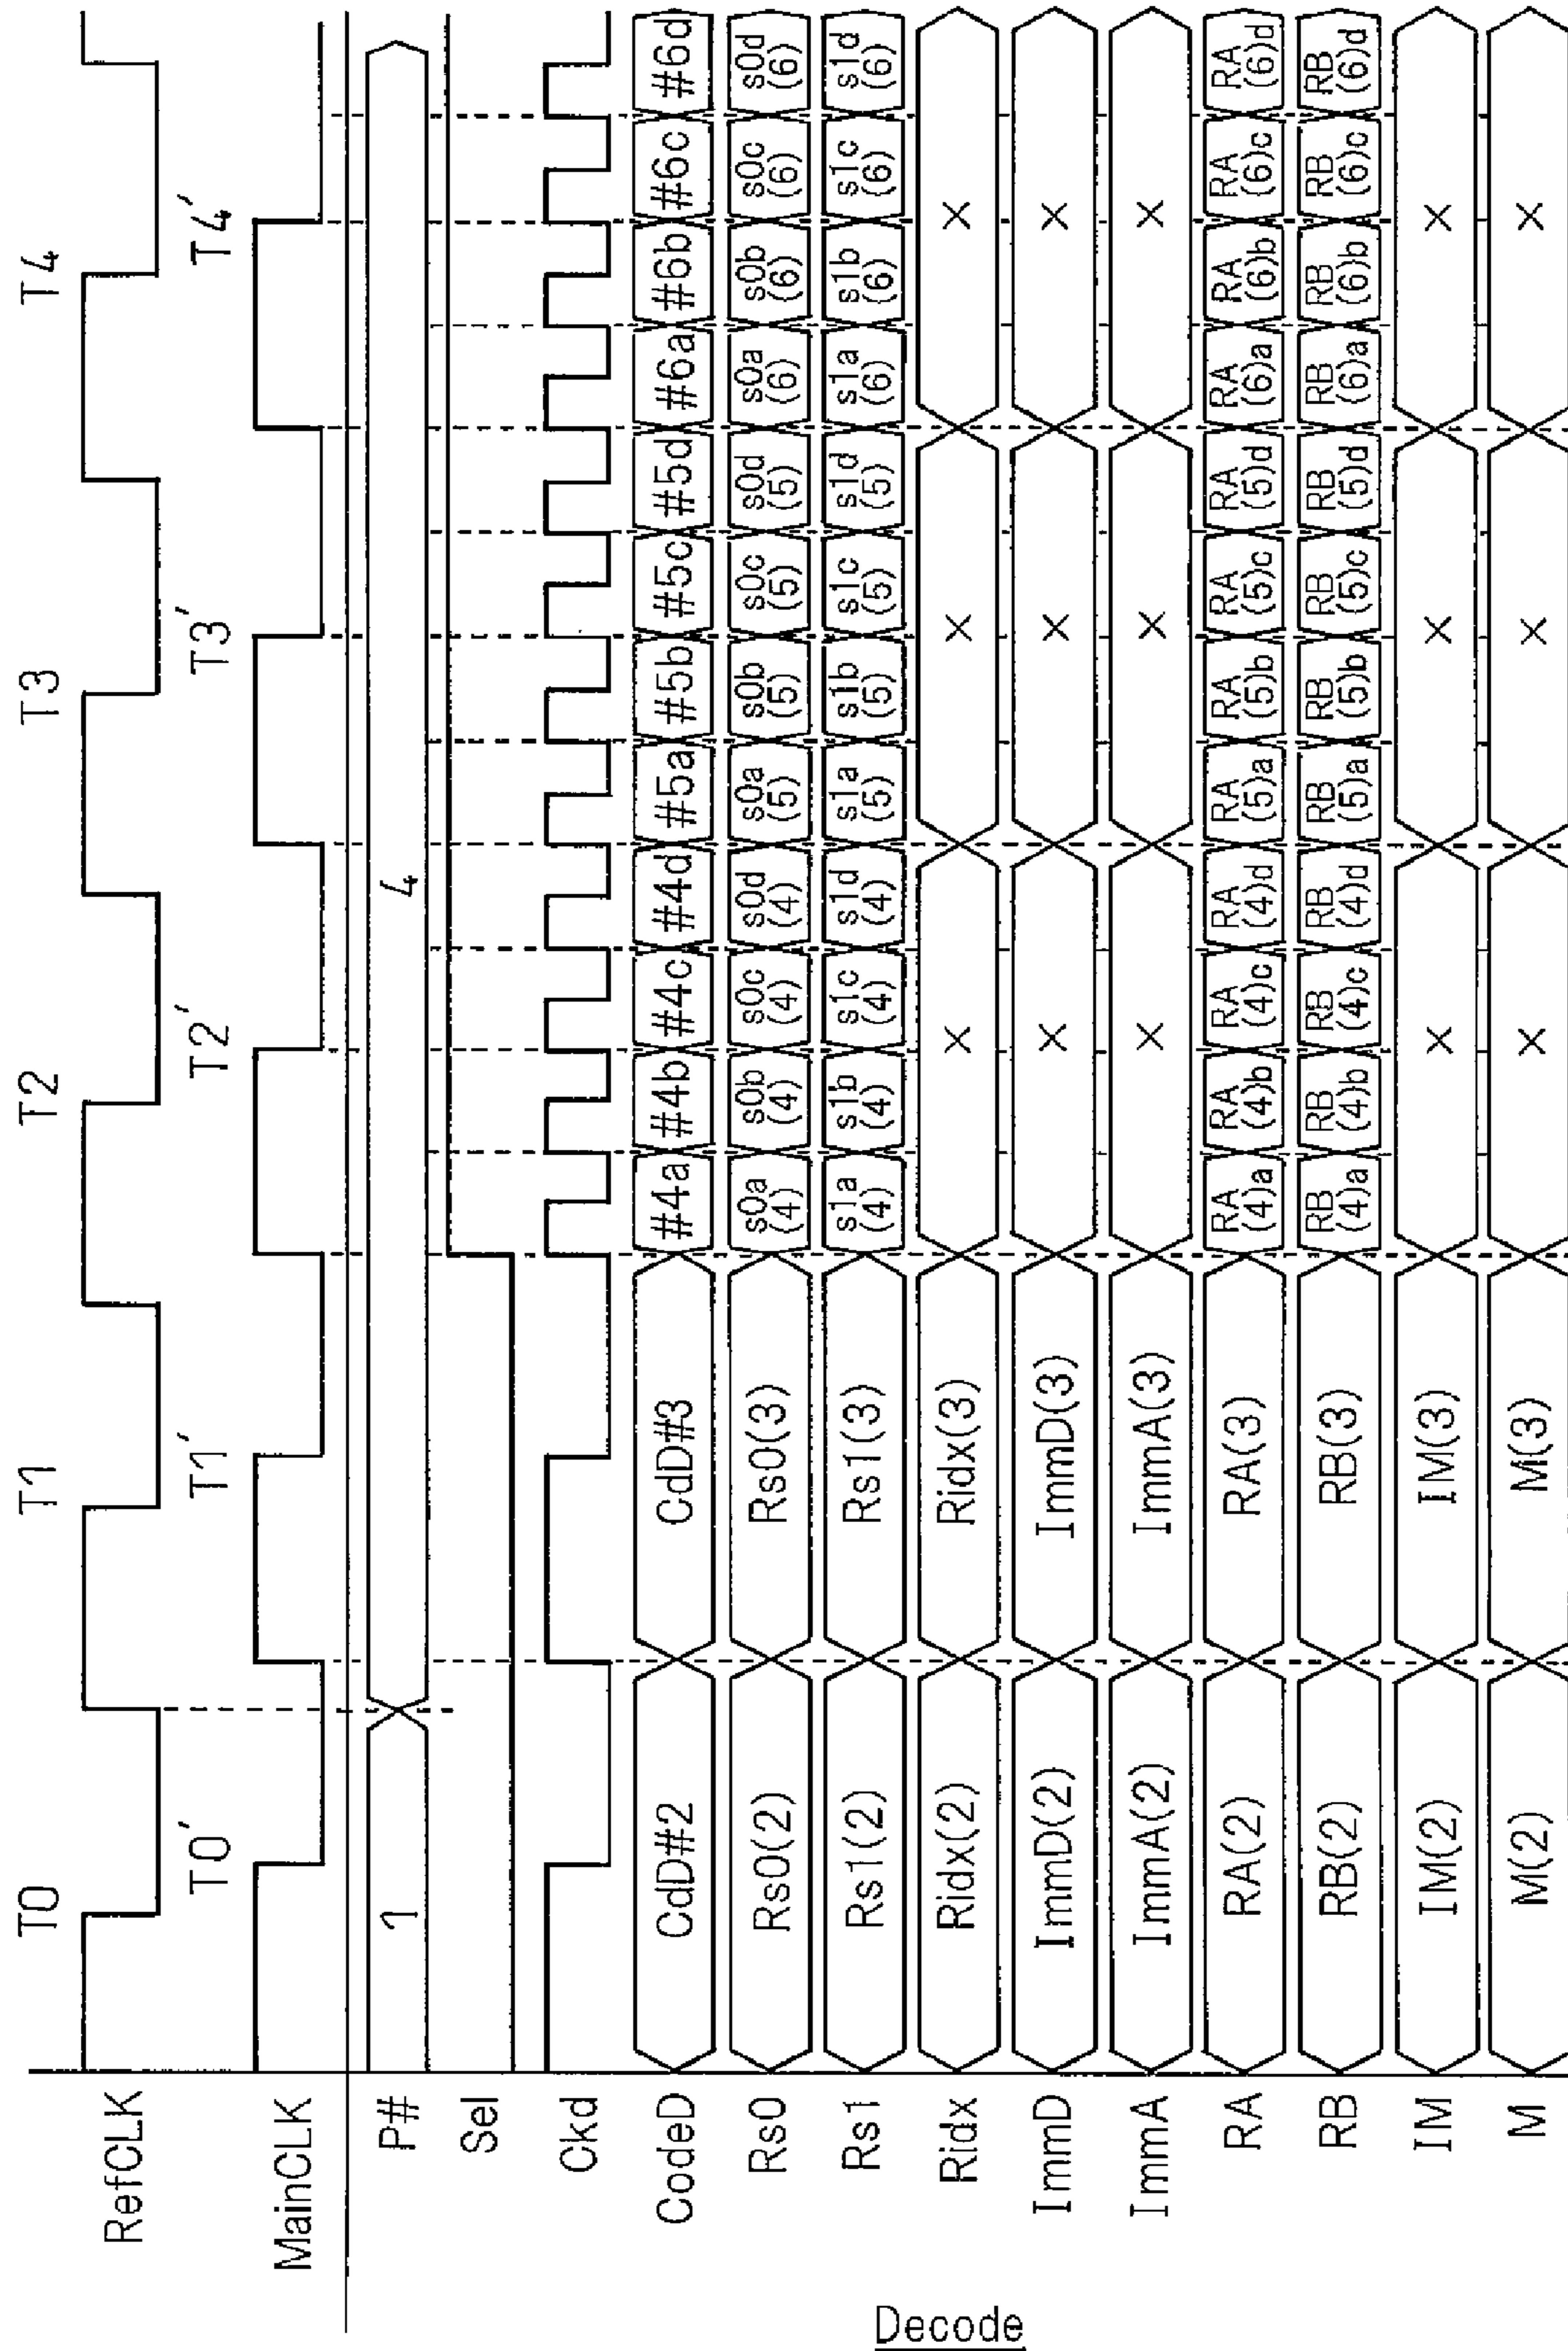 T0 T1 T2 T3 T4
RefCLK
T0′ T1′ T2′ T3′ T4′
MainCLK
P# 1 4
Sel
Ckd
CodeD CdD#2 CdD#3 #4a #4b #4c #4d #5a #5b #5c #5d #6a #6b #6c #6d
Rs0 Rs0(2) Rs0(3) s0a (4) s0b (4) s0c (4) s0d (4) s0a (5) s0b (5) s0c (5) s0d (5) s0a (6) s0b (6) s0c (6) s0d (6)
Rs1 Rs1(2) Rs1(3) s1a (4) s1b (4) s1c (4) s1d (4) s1a (5) s1b (5) s1c (5) s1d (5) s1a (6) s1b (6) s1c (6) s1d (6)
Ridx Ridx(2) Ridx(3) × × ×
ImmD ImmD(2) ImmD(3) × × ×
ImmA ImmA(2) ImmA(3) × × ×
RA RA(2) RA(3) RA (4)a RA (4)b RA (4)c RA (4)d RA (5)a RA (5)b RA (5)c RA (5)d RA (6)a RA (6)b RA (6)c RA (6)d
RB RB(2) RB(3) RB (4)a RB (4)b RB (4)c RB (4)d RB (5)a RB (5)b RB (5)c RB (5)d RB (6)a RB (6)b RB (6)c RB (6)d
IM IM(2) IM(3) × × ×
M M(2) M(3) × × ×
Decode